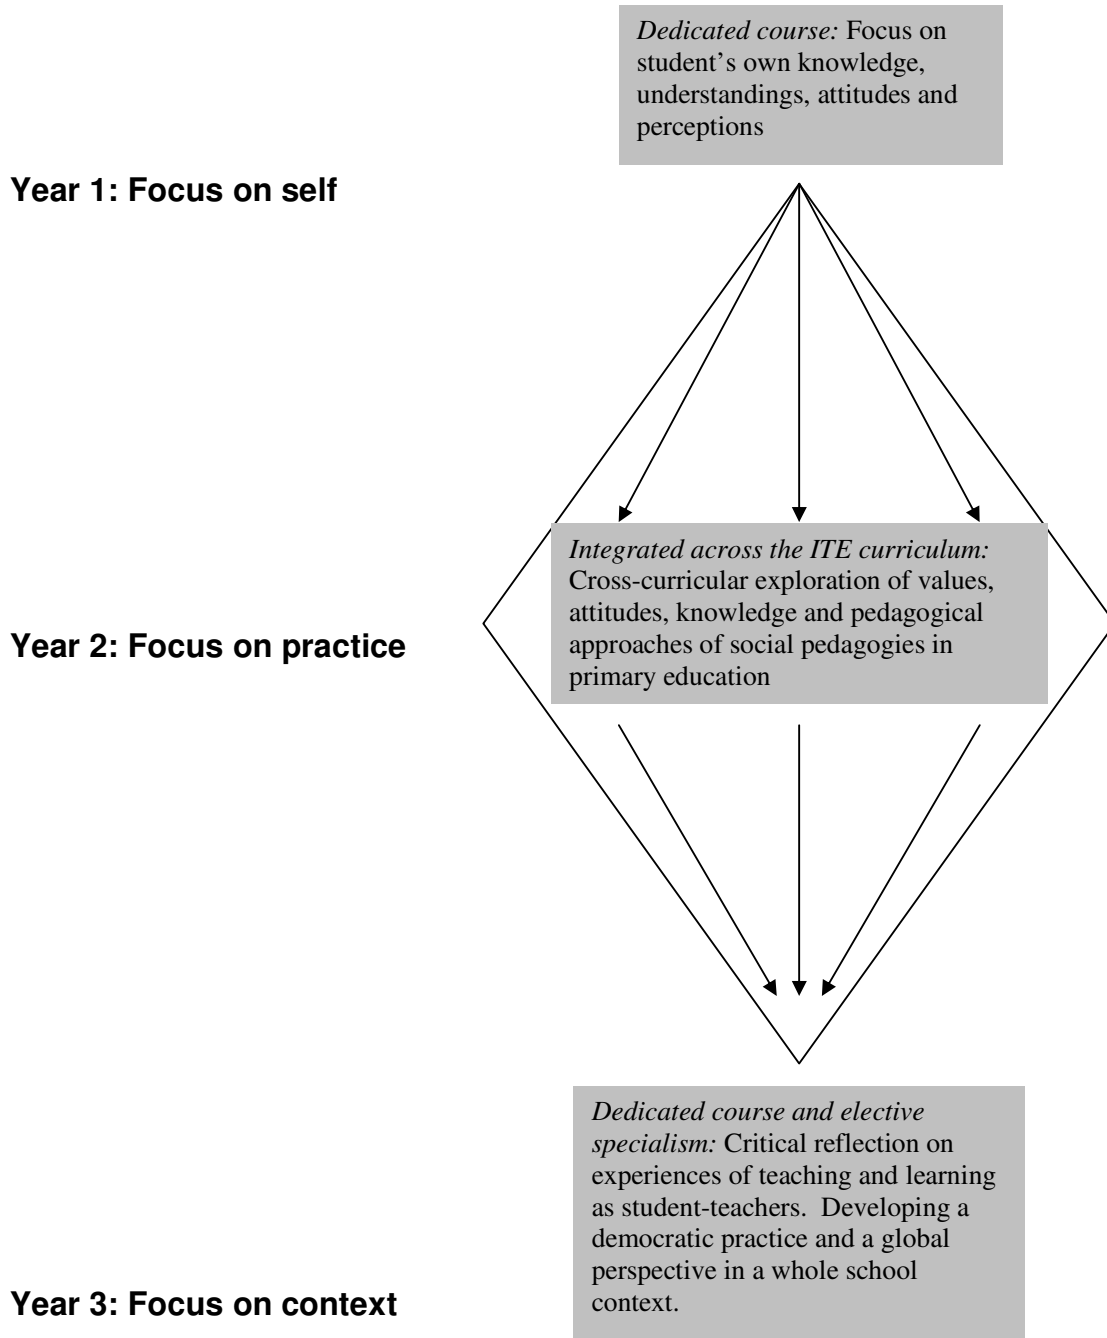 Dedicated course: Focus on
student's own knowledge,
understandings, attitudes and
perceptions
Year 1: Focus on self
Integrated across the ITE curriculum:
Cross-curricular exploration of values,
attitudes, knowledge and pedagogical
approaches of social pedagogies in
primary education
Year 2: Focus on practice
Dedicated course and elective
specialism: Critical reflection on
experiences of teaching and learning
as student-teachers.  Developing a
democratic practice and a global
perspective in a whole school
context.
Year 3: Focus on context